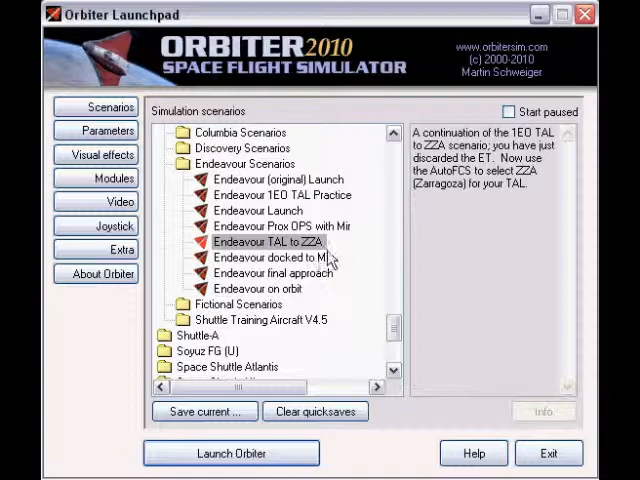 Orbiter Launchpad
ORBITER 2010
SPACE FLIGHT SIMULATOR
www.orbitersim.com
(c) 2000-2010
Martin Schweiger
Scenarios
Parameters
Visual effects
Modules
Video
Joystick
Extra
About Orbiter
Simulation scenarios
Start paused
Columbia Scenarios
Discovery Scenarios
Endeavour Scenarios
Endeavour (original) Launch
Endeavour 1EO TAL Practice
Endeavour Launch
Endeavour Prox OPS with Mir
Endeavour TAL to ZZA
Endeavour docked to
Endeavour final approach
Endeavour on orbit
Fictional Scenarios
Shuttle Training Aircraft V4.5
Shuttle-A
Soyuz FG (U)
Space Shuttle Atlantis
A continuation of the 1EO TAL
to ZZA scenario; you have just
discarded the ET. Now use
the AutoFCS to select ZZA
(Zarragoza) for your TAL.
Save current ...
Clear quicksaves
Info
Launch Orbiter
Help
Exit